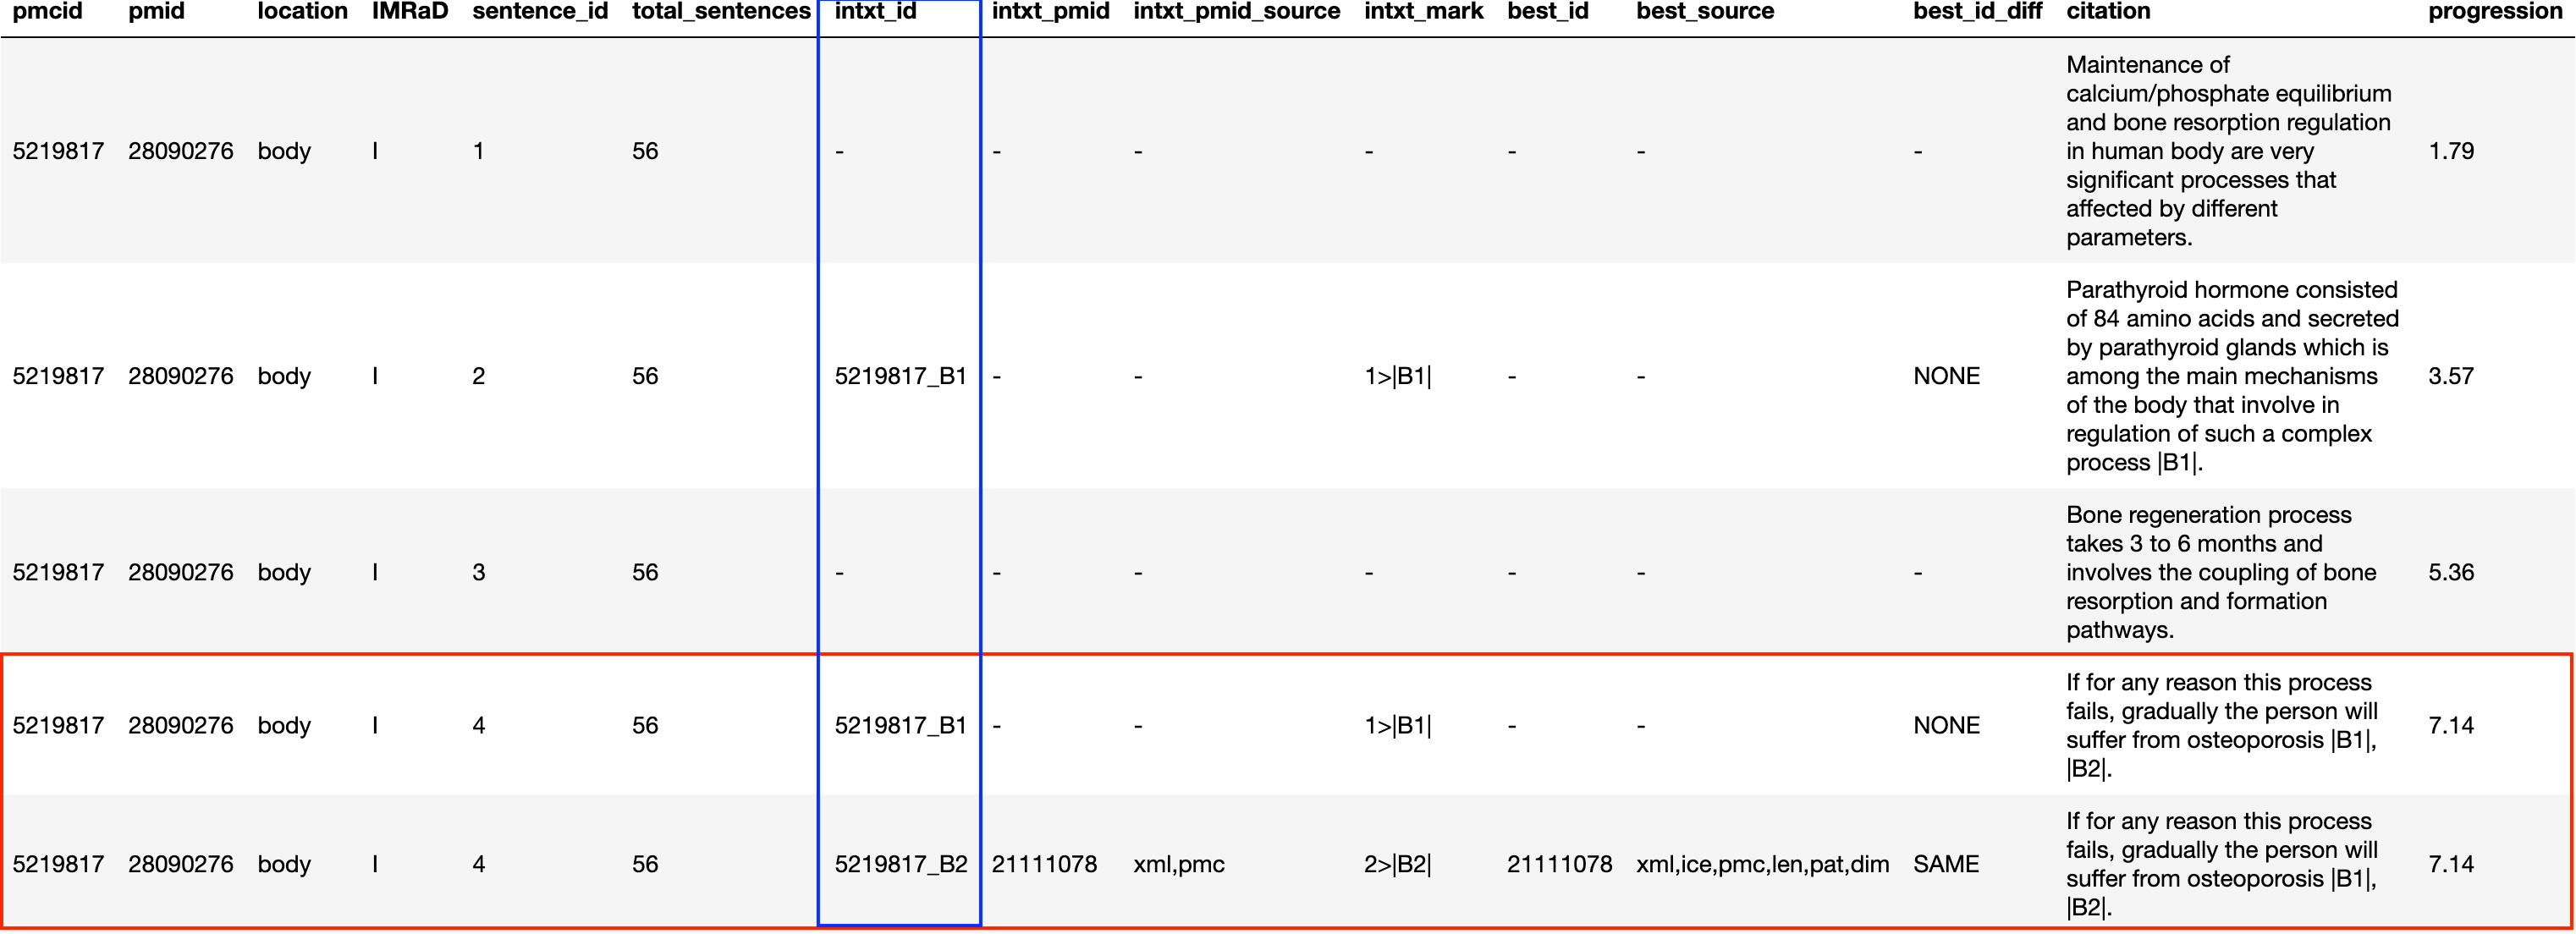 pmcid pmid location IMRaD sentence_id total_sentences intxt_id intxt_pmid intxt_pmid_source intxt_mark best_id best_source best_id_diff citation progression
Maintenance of
calcium/phosphate equilibrium
and bone resorption regulation
5219817 28090276 body I 1 56 - - - - - - - in human body are very 1.79
significant processes that
affected by different
parameters.
Parathyroid hormone consisted
of 84 amino acids and secreted
by parathyroid glands which is
5219817 28090276 body I 2 56 5219817_B1 - - 1>|B1| - - NONE among the main mechanisms 3.57
of the body that involve in
regulation of such a complex
process |B1|.
Bone regeneration process
takes 3 to 6 months and
5219817 28090276 body I 3 56 - - - - - - - involves the coupling of bone 5.36
resorption and formation
pathways.
If for any reason this process
fails, gradually the person will
5219817 28090276 body I 4 56 5219817_B1 - - 1>|B1| - - NONE 7.14
suffer from osteoporosis |B1|,
|B2|.
If for any reason this process
fails, gradually the person will
5219817 28090276 body I 4 56 5219817_B2 21111078 xml,pmc 2>|B2| 21111078 xml,ice,pmc,len,pat,dim SAME 7.14
suffer from osteoporosis |B1|,
|B2|.